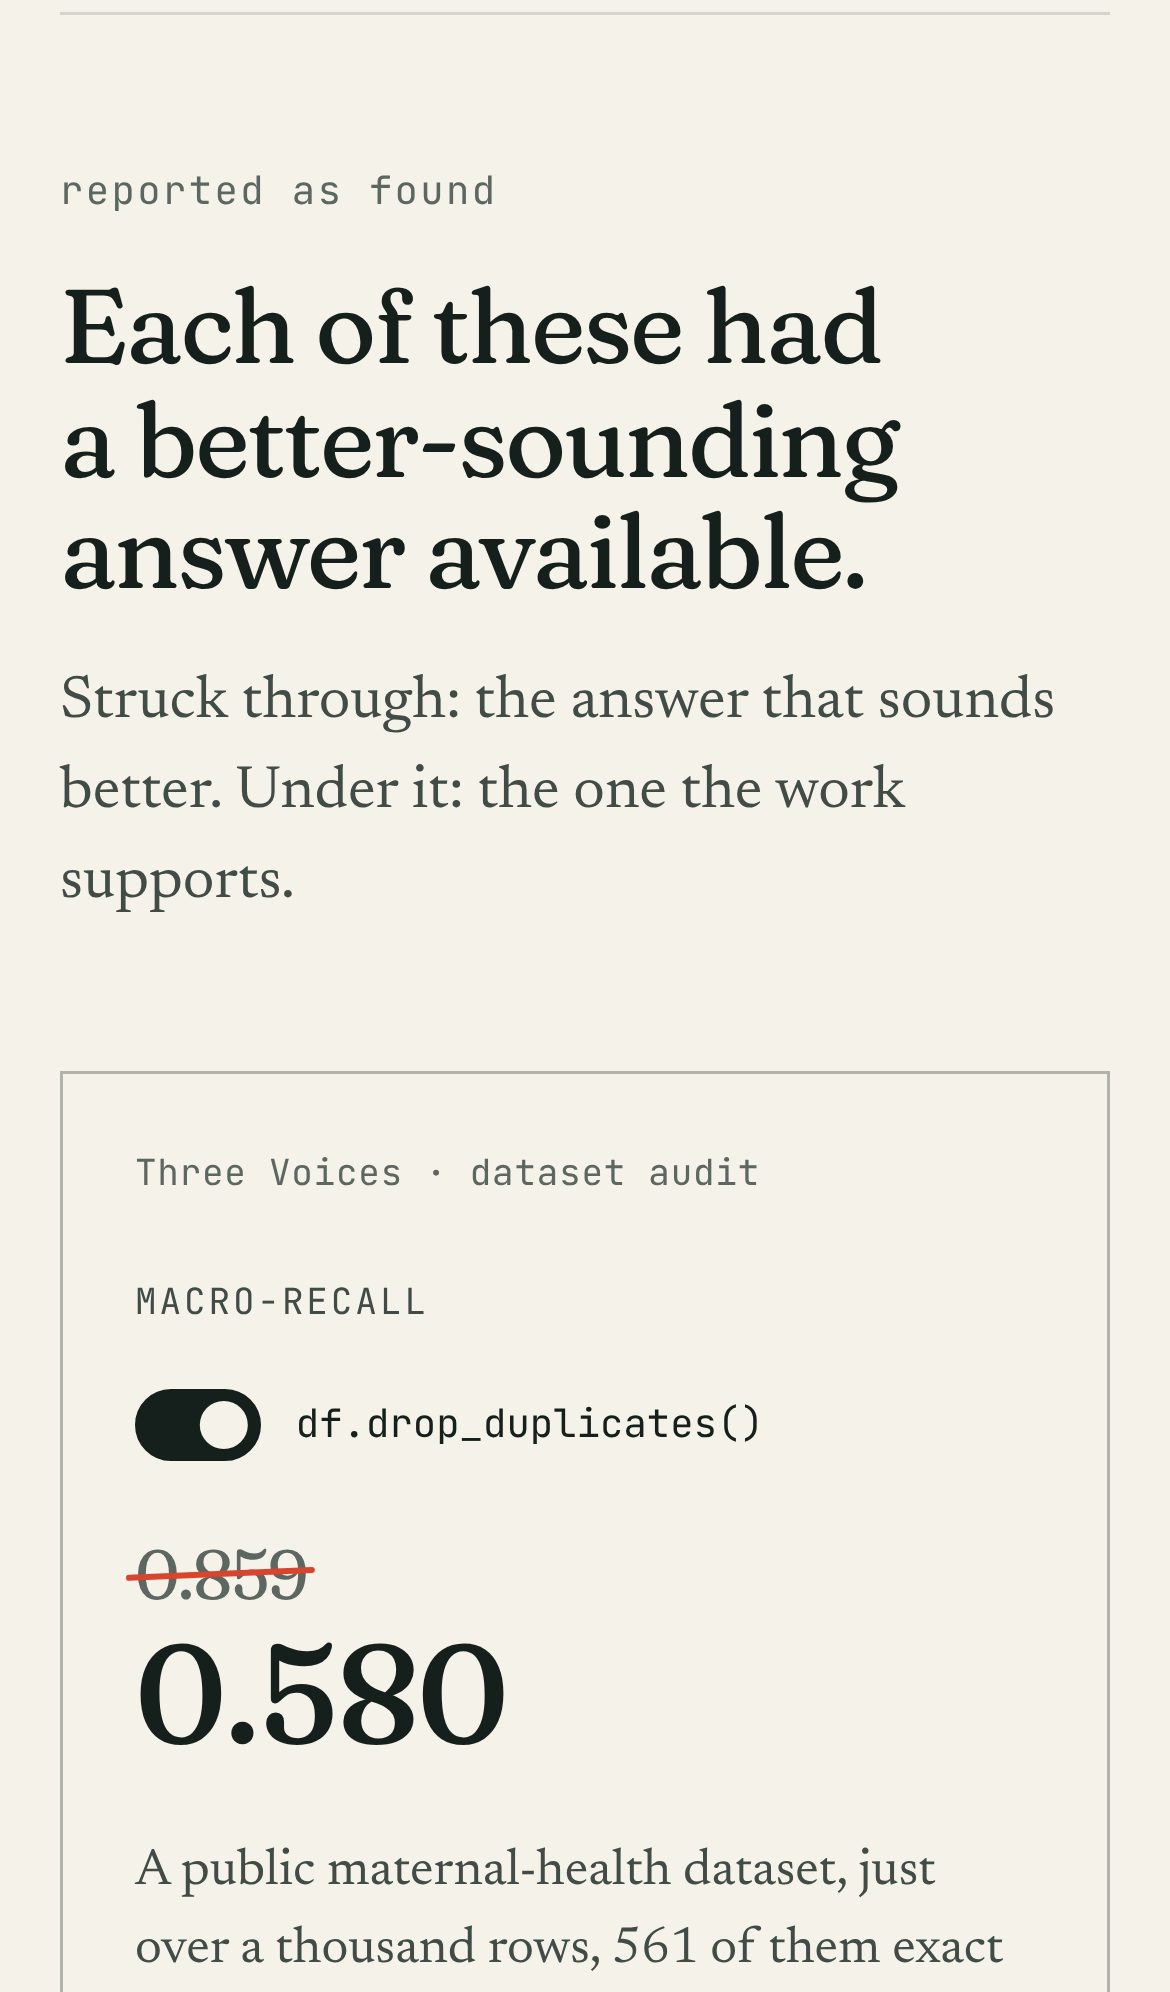 reported as found
Each of these had
a better-sounding
answer available.
Struck through: the answer that sounds
better. Under it: the one the work
supports.
Three Voices · dataset audit
MACRO-RECALL
df.drop_duplicates()
0.859
0.580
A public maternal-health dataset, just
over a thousand rows, 561 of them exact